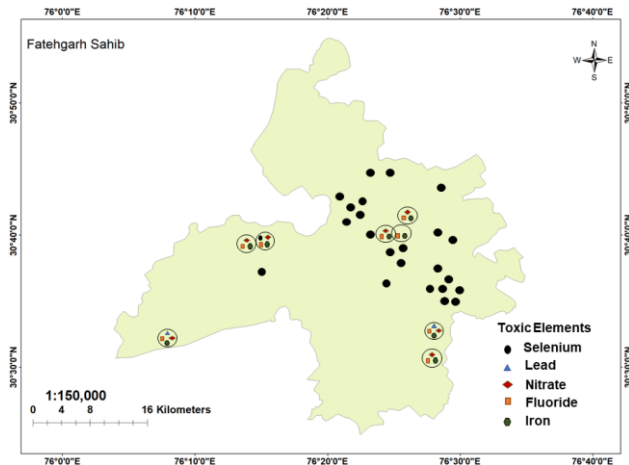 76°0'0"E 76°10'0"E 76°20'0"E 76°30'0"E 76°40'0"E
Fatehgarh Sahib
N
W E
S
30°50'0"N
30°40'0"N
30°30'0"N
Toxic Elements
Selenium
Lead
Nitrate
Fluoride
Iron
1:150,000
0 4 8 16 Kilometers
76°0'0"E 76°10'0"E 76°20'0"E 76°30'0"E 76°40'0"E